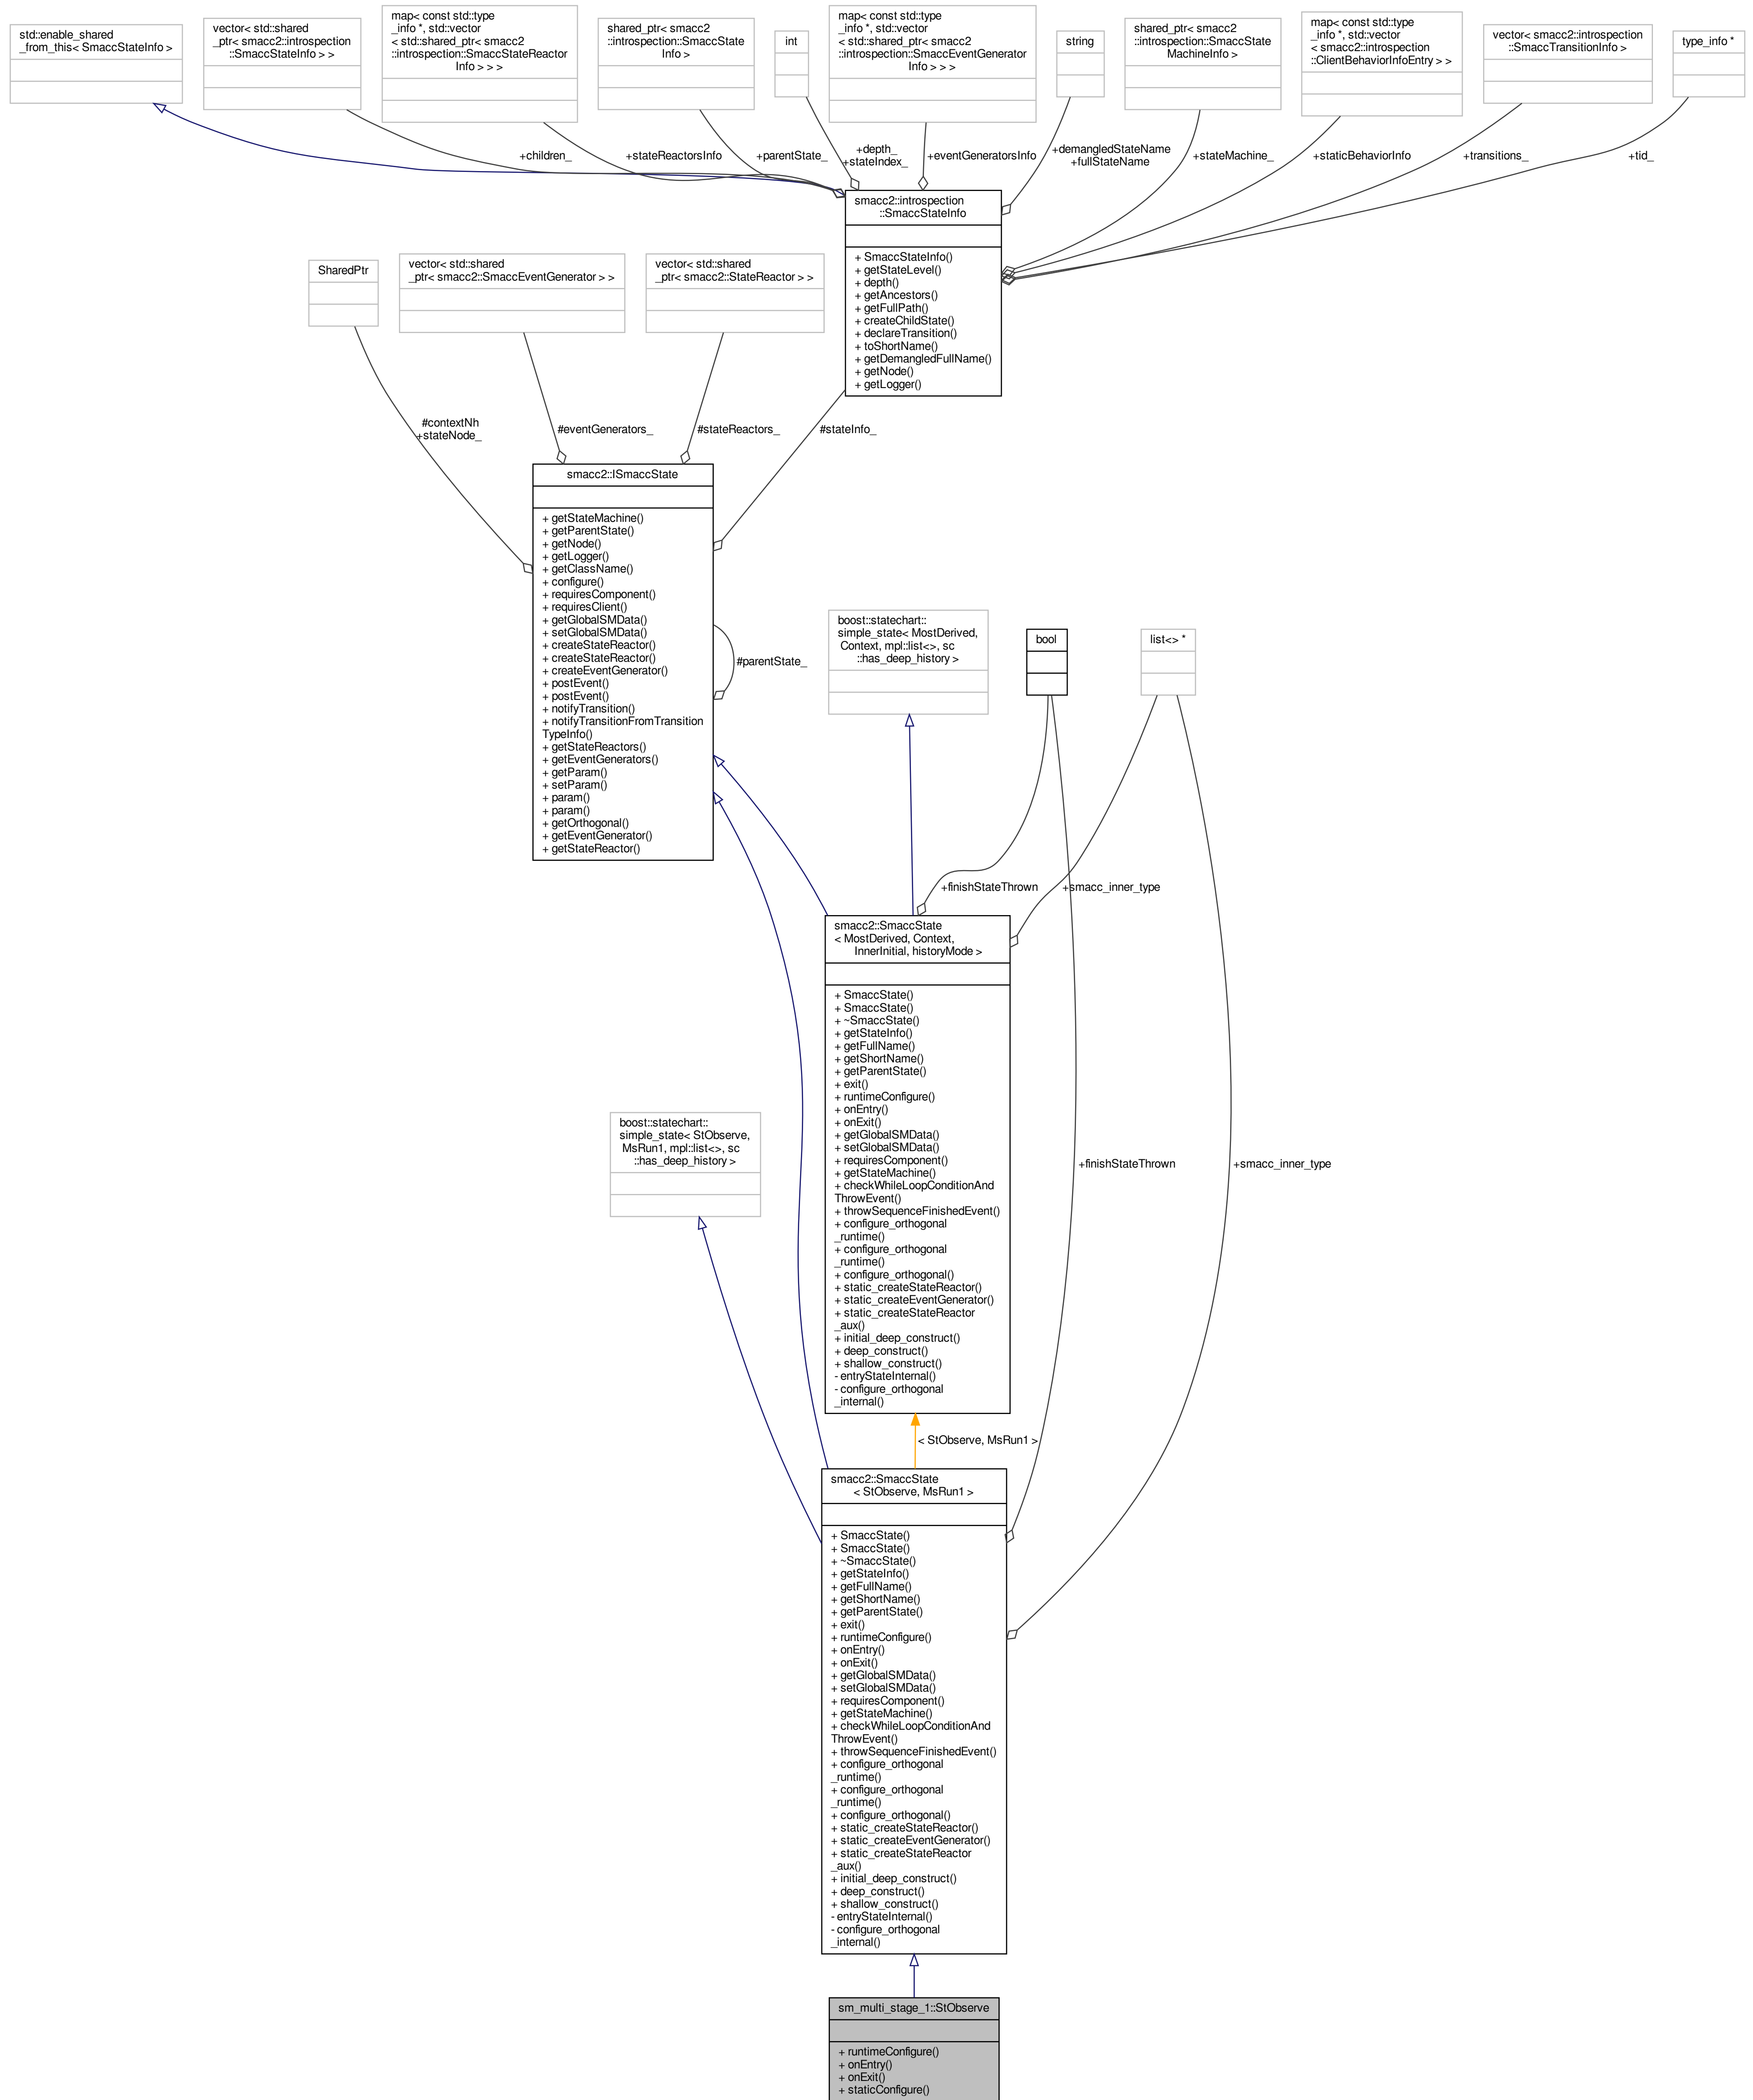 std::enable_shared
_from_this< SmaccStateInfo >
vector< std::shared
_ptr< smacc2::introspection
::SmaccStateInfo > >
map< const std::type
_info *, std::vector
< std::shared_ptr< smacc2
::introspection::SmaccStateReactor
Info > > >
shared_ptr< smacc2
::introspection::SmaccState
Info >
int
map< const std::type
_info *, std::vector
< std::shared_ptr< smacc2
::introspection::SmaccEventGenerator
Info > > >
string
shared_ptr< smacc2
::introspection::SmaccState
MachineInfo >
map< const std::type
_info *, std::vector
< smacc2::introspection
::ClientBehaviorInfoEntry > >
vector< smacc2::introspection
::SmaccTransitionInfo >
type_info *
+children_
+stateReactorsInfo
+parentState_
+depth_
+stateIndex_
+eventGeneratorsInfo
+demangledStateName
+fullStateName
+stateMachine_
+staticBehaviorInfo
+transitions_
+tid_
smacc2::introspection
::SmaccStateInfo
+ SmaccStateInfo()
+ getStateLevel()
+ depth()
+ getAncestors()
+ getFullPath()
+ createChildState()
+ declareTransition()
+ toShortName()
+ getDemangledFullName()
+ getNode()
+ getLogger()
SharedPtr
vector< std::shared
_ptr< smacc2::SmaccEventGenerator > >
vector< std::shared
_ptr< smacc2::StateReactor > >
#contextNh
+stateNode_
#eventGenerators_
#stateReactors_
#stateInfo_
smacc2::ISmaccState
+ getStateMachine()
+ getParentState()
+ getNode()
+ getLogger()
+ getClassName()
+ configure()
+ requiresComponent()
+ requiresClient()
+ getGlobalSMData()
+ setGlobalSMData()
+ createStateReactor()
+ createStateReactor()
+ createEventGenerator()
+ postEvent()
+ postEvent()
+ notifyTransition()
+ notifyTransitionFromTransition
TypeInfo()
+ getStateReactors()
+ getEventGenerators()
+ getParam()
+ setParam()
+ param()
+ param()
+ getOrthogonal()
+ getEventGenerator()
+ getStateReactor()
#parentState_
boost::statechart::
simple_state< MostDerived,
Context, mpl::list<>, sc
::has_deep_history >
bool
list<> *
+finishStateThrown
+smacc_inner_type
smacc2::SmaccState
< MostDerived, Context,
InnerInitial, historyMode >
+ SmaccState()
+ SmaccState()
+ ~SmaccState()
+ getStateInfo()
+ getFullName()
+ getShortName()
+ getParentState()
+ exit()
+ runtimeConfigure()
+ onEntry()
+ onExit()
+ getGlobalSMData()
+ setGlobalSMData()
+ requiresComponent()
+ getStateMachine()
+ checkWhileLoopConditionAnd
ThrowEvent()
+ throwSequenceFinishedEvent()
+ configure_orthogonal
_runtime()
+ configure_orthogonal
_runtime()
+ configure_orthogonal()
+ static_createStateReactor()
+ static_createEventGenerator()
+ static_createStateReactor
_aux()
+ initial_deep_construct()
+ deep_construct()
+ shallow_construct()
- entryStateInternal()
- configure_orthogonal
_internal()
boost::statechart::
simple_state< StObserve,
MsRun1, mpl::list<>, sc
::has_deep_history >
+finishStateThrown
+smacc_inner_type
< StObserve, MsRun1 >
smacc2::SmaccState
< StObserve, MsRun1 >
+ SmaccState()
+ SmaccState()
+ ~SmaccState()
+ getStateInfo()
+ getFullName()
+ getShortName()
+ getParentState()
+ exit()
+ runtimeConfigure()
+ onEntry()
+ onExit()
+ getGlobalSMData()
+ setGlobalSMData()
+ requiresComponent()
+ getStateMachine()
+ checkWhileLoopConditionAnd
ThrowEvent()
+ throwSequenceFinishedEvent()
+ configure_orthogonal
_runtime()
+ configure_orthogonal
_runtime()
+ configure_orthogonal()
+ static_createStateReactor()
+ static_createEventGenerator()
+ static_createStateReactor
_aux()
+ initial_deep_construct()
+ deep_construct()
+ shallow_construct()
- entryStateInternal()
- configure_orthogonal
_internal()
sm_multi_stage_1::StObserve
+ runtimeConfigure()
+ onEntry()
+ onExit()
+ staticConfigure()